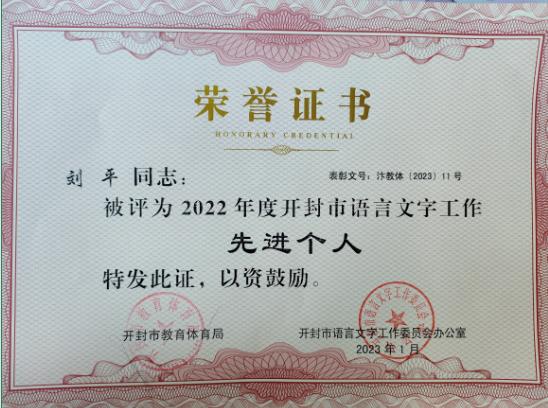 荣誉证书
HONORARY CREDENTIAL
刘 平 同志：
表彰文号：汴教体〔2023〕11号
被评为2022年度开封市语言文字工作
先进个人
特发此证，以资鼓励。
开封市教育体育局
开封市语言文字工作委员会办公室
2023年1月